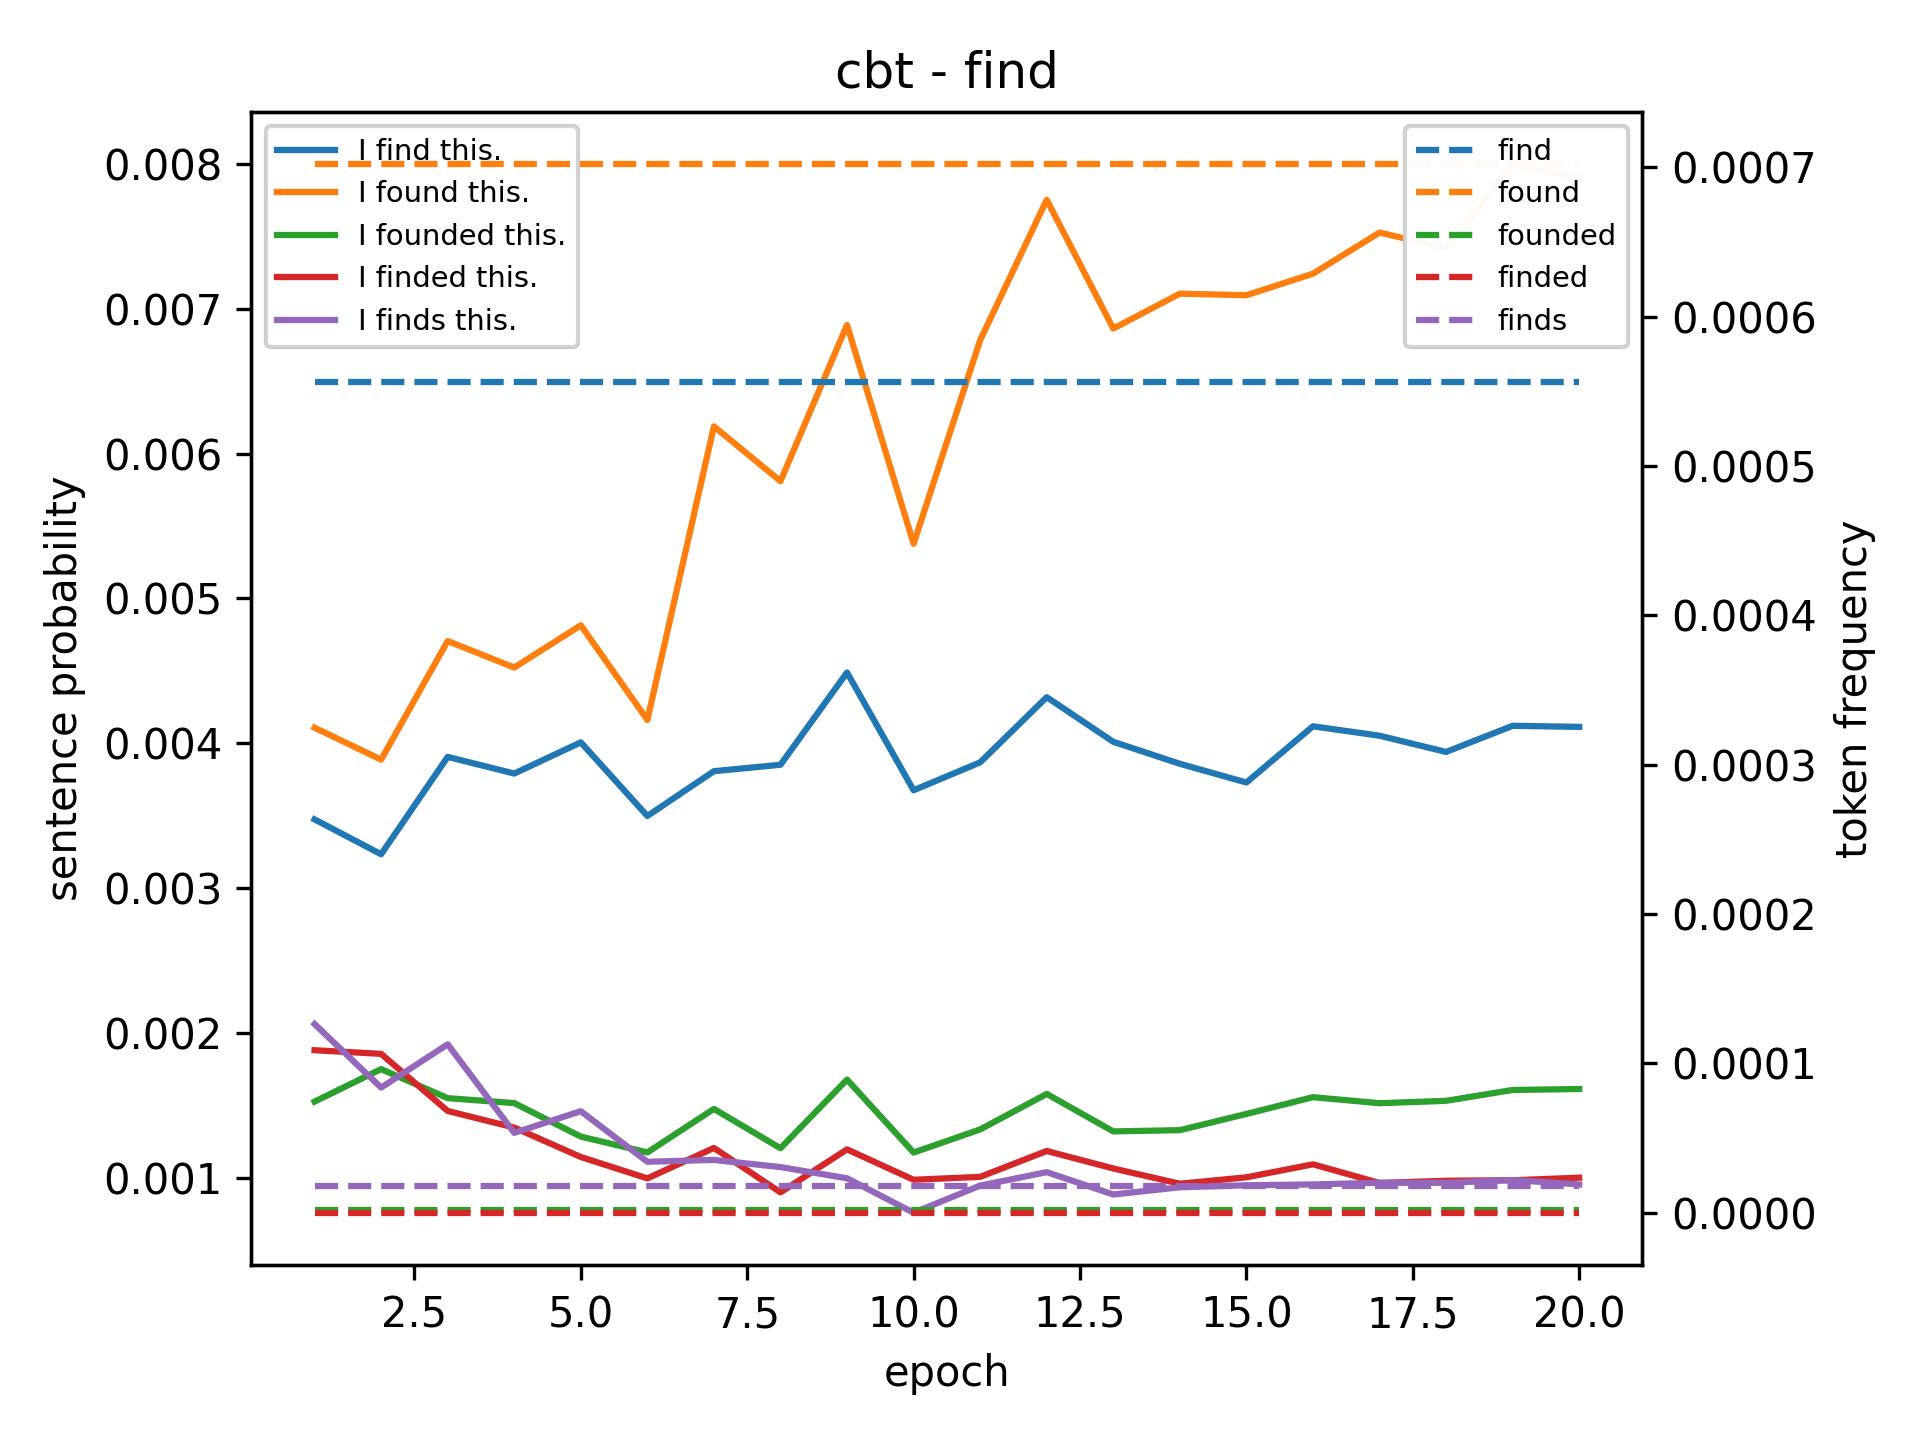 cbt - find
I find this.
I found this.
I founded this.
I finded this.
I finds this.
find
found
founded
finded
finds
sentence probability
0.008
0.007
0.006
0.005
0.004
0.003
0.002
0.001
token frequency
0.0007
0.0006
0.0005
0.0004
0.0003
0.0002
0.0001
0.0000
2.5 5.0 7.5 10.0 12.5 15.0 17.5 20.0
epoch